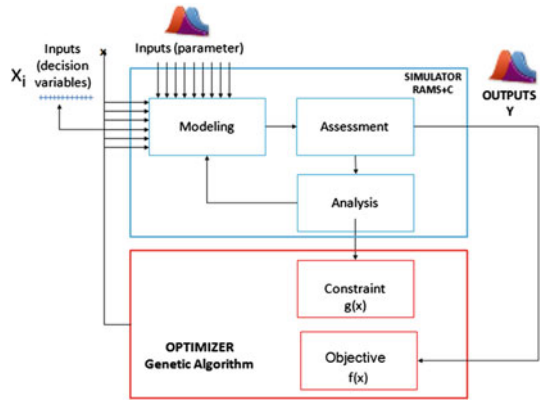 Inputs
(decision
variables)
x
Xi
+++++++++++++
Inputs (parameter)
SIMULATOR
RAMS+C
OUTPUTS
Y
Modeling
Assessment
Analysis
Constraint
g(x)
OPTIMIZER
Genetic Algorithm
Objective
f(x)